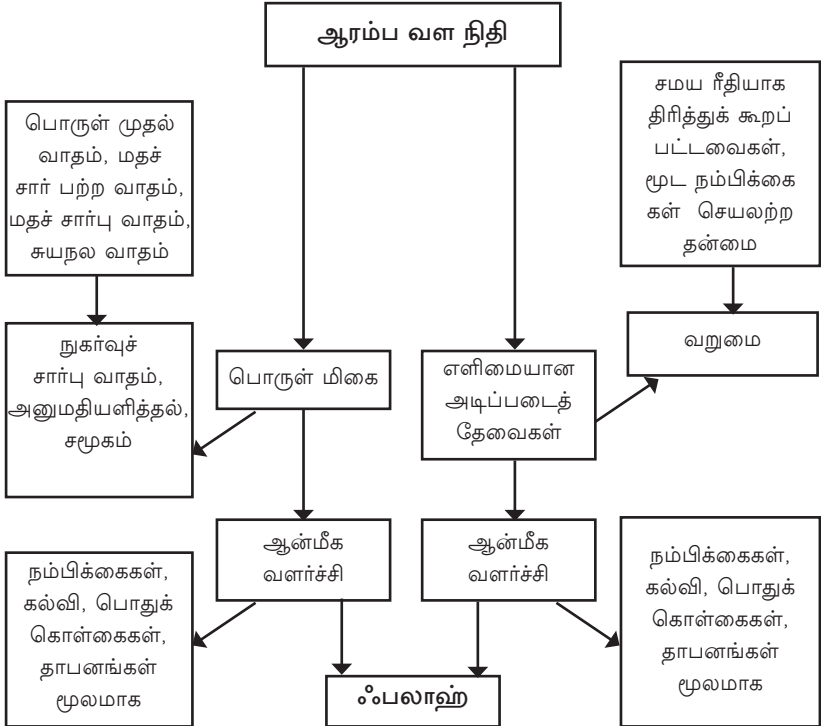 ஆரம்ப வள நிதி
பொருள் முதல்
வாதம், மதச்
சார் பற்ற வாதம்,
மதச் சார்பு வாதம்,
சுயநல வாதம்
சமய ரீதியாக
திரித்துக் கூறப்
பட்டவைகள்,
மூட நம்பிக்கை
கள் செயலற்ற
தன்மை
நுகர்வுச்
சார்பு வாதம்,
அனுமதியளித்தல்,
சமூகம்
பொருள் மிகை
எளிமையான
அடிப்படைத்
தேவைகள்
வறுமை
நம்பிக்கைகள்,
கல்வி, பொதுக்
கொள்கைகள்,
தாபனங்கள்
மூலமாக
ஆன்மீக
வளர்ச்சி
ஆன்மீக
வளர்ச்சி
நம்பிக்கைகள்,
கல்வி, பொதுக்
கொள்கைகள்,
தாபனங்கள்
மூலமாக
ஃபலாஹ்